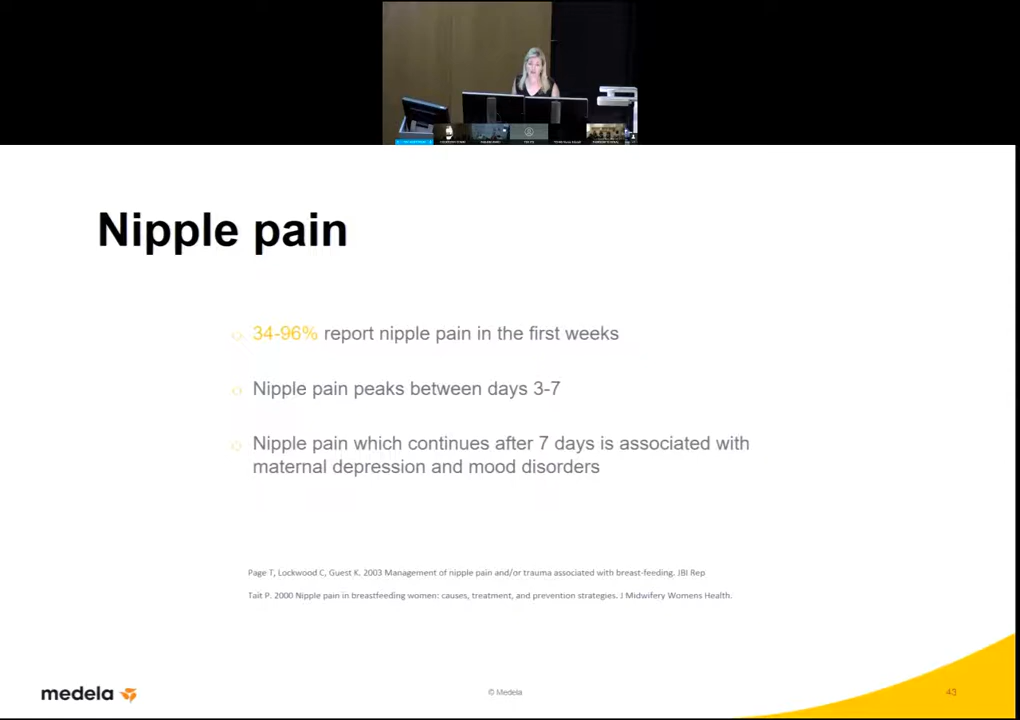 Nipple pain
34-96% report nipple pain in the first weeks
Nipple pain peaks between days 3-7
Nipple pain which continues after 7 days is associated with
maternal depression and mood disorders
Page T, Lockwood C, Guest K. 2003 Management of nipple pain and/or trauma associated with breast-feeding. JBI Rep
Tait P. 2000 Nipple pain in breastfeeding women: causes, treatment, and prevention strategies. J Midwifery Womens Health.
medela
© Medela
43